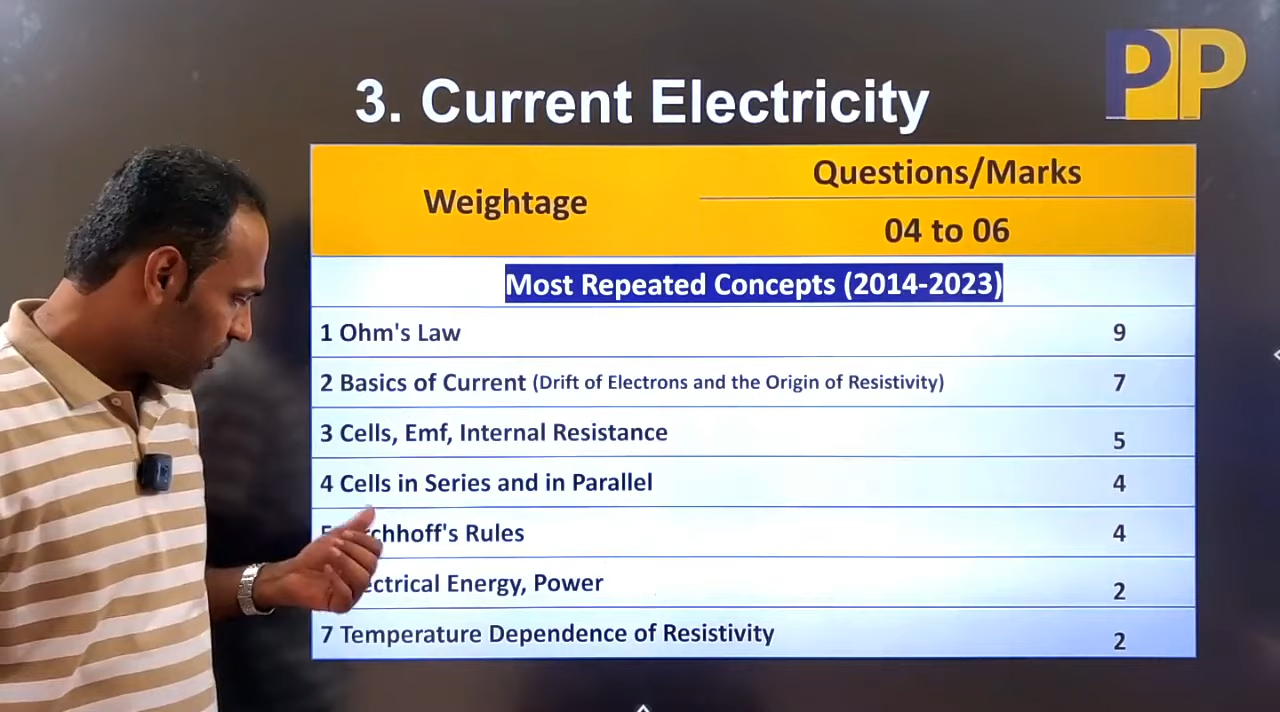 PP
3. Current Electricity
Weightage
Questions/Marks
04 to 06
Most Repeated Concepts (2014-2023)
1 Ohm's Law 9
2 Basics of Current (Drift of Electrons and the Origin of Resistivity) 7
3 Cells, Emf, Internal Resistance 5
4 Cells in Series and in Parallel 4
Rules 4
Energy, Power 2
7 Temperature Dependence of Resistivity 2